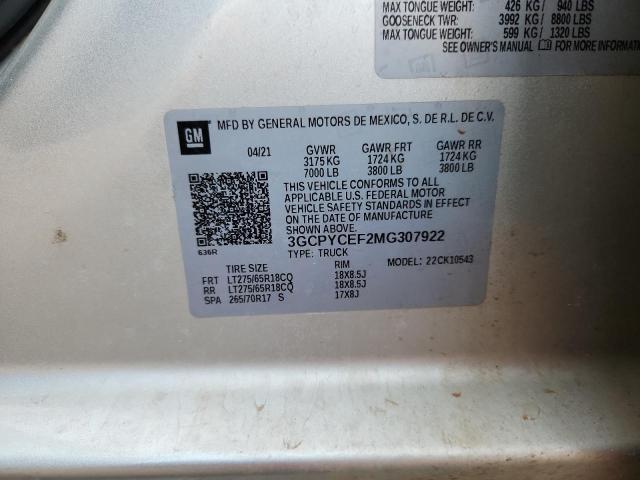 MAX TONGUE WEIGHT: 426 KG/ 940 LBS
GOOSENECK TWR: 3992 KG/ 8800 LBS
MAX TONGUE WEIGHT: 599 KG/ 1320 LBS
SEE OWNER'S MANUAL FOR MORE INFORMATI
GM
MFD BY GENERAL MOTORS DE MEXICO, S. DE R.L. DE C.V.
04/21 GVWR GAWR FRT GAWR RR
3175 KG 1724 KG 1724 KG
7000 LB 3800 LB 3800 LB
THIS VEHICLE CONFORMS TO ALL
APPLICABLE U.S. FEDERAL MOTOR
VEHICLE SAFETY STANDARDS IN
EFFECT ON THE DATE OF MANUFACTURE
SHOWN ABOVE.
3GCPYCEF2MG307922
636R
TYPE: TRUCK
MODEL: 22CK10543
TIRE SIZE RIM
FRT LT275/65R18CQ 18X8.5J
RR LT275/65R18CQ 18X8.5J
SPA 265/70R17 S 17X8J